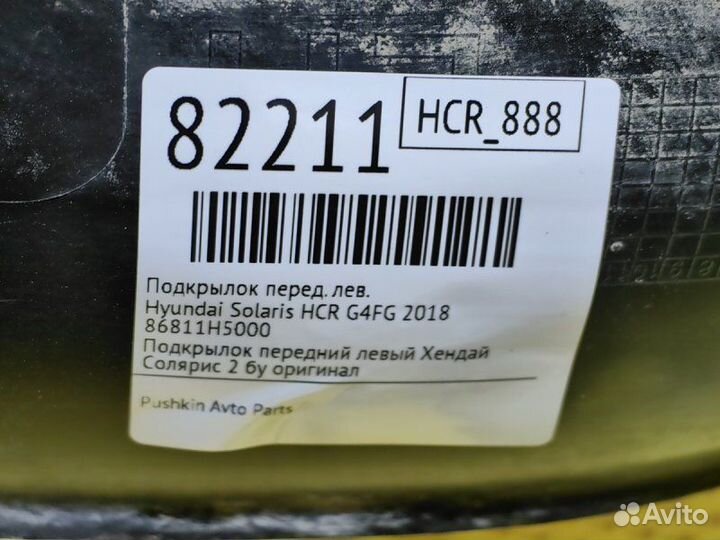 82211
HCR_888
Подкрылок перед. лев.
Hyundai Solaris HCR G4FG 2018
86811H5000
Подкрылок передний левый Хендай
Солярис 2 бу оригинал
Pushkin Avto Parts
Avito